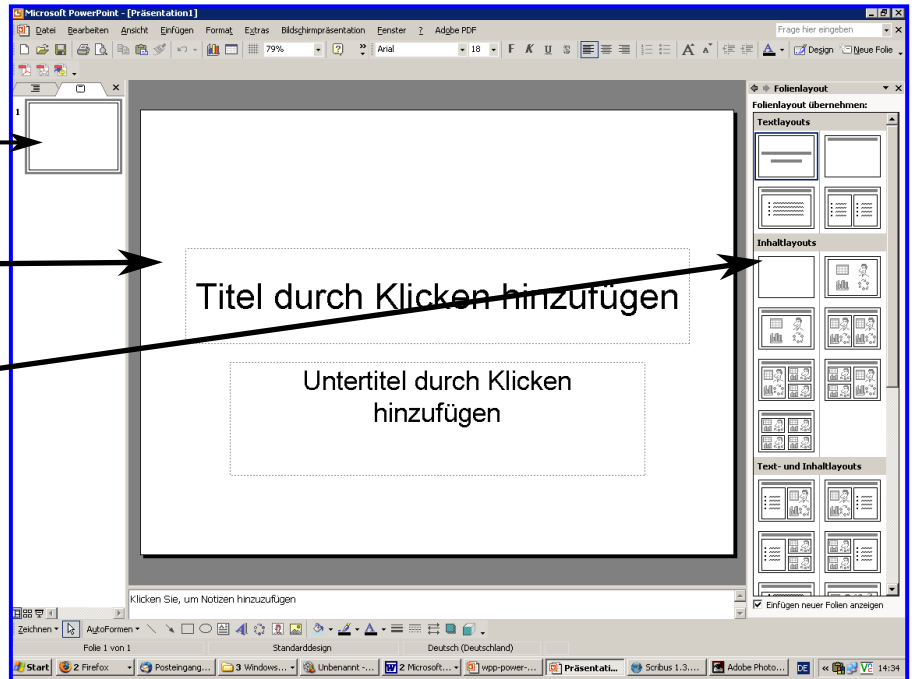 Microsoft PowerPoint - [Präsentation1]
Datei Bearbeiten Ansicht Einfügen Format Extras Bildschirmpräsentation Fenster ? Adobe PDF Frage hier eingeben
79% Arial 18 F K U S A A A Design Neue Folie
Folienlayout
1
Folienlayout übernehmen:
Textlayouts
Inhaltlayouts
Titel durch Klicken hinzufügen
Untertitel durch Klicken
hinzufügen
Text- und Inhaltlayouts
Klicken Sie, um Notizen hinzuzufügen
Einfügen neuer Folien anzeigen
Zeichnen AutoFormen
Folie 1 von 1 Standarddesign Deutsch (Deutschland)
Start 2 Firefox Posteingang... 3 Windows... Unbenannt -... 2 Microsoft... wpp-power-... Präsentati... Scribus 1.3.... Adobe Photo... DE « 14:34